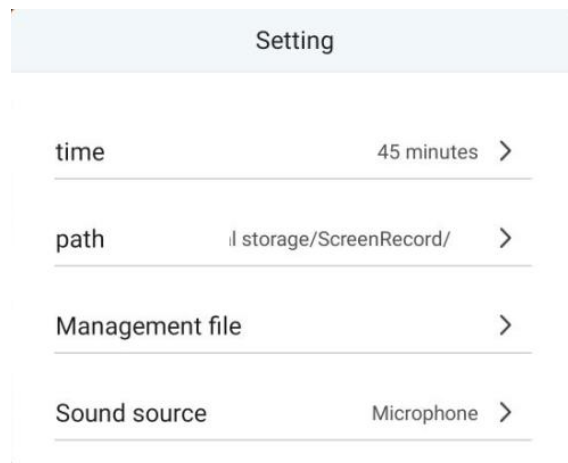 Setting
time 45 minutes
path l storage/ScreenRecord/
Management file
Sound source Microphone